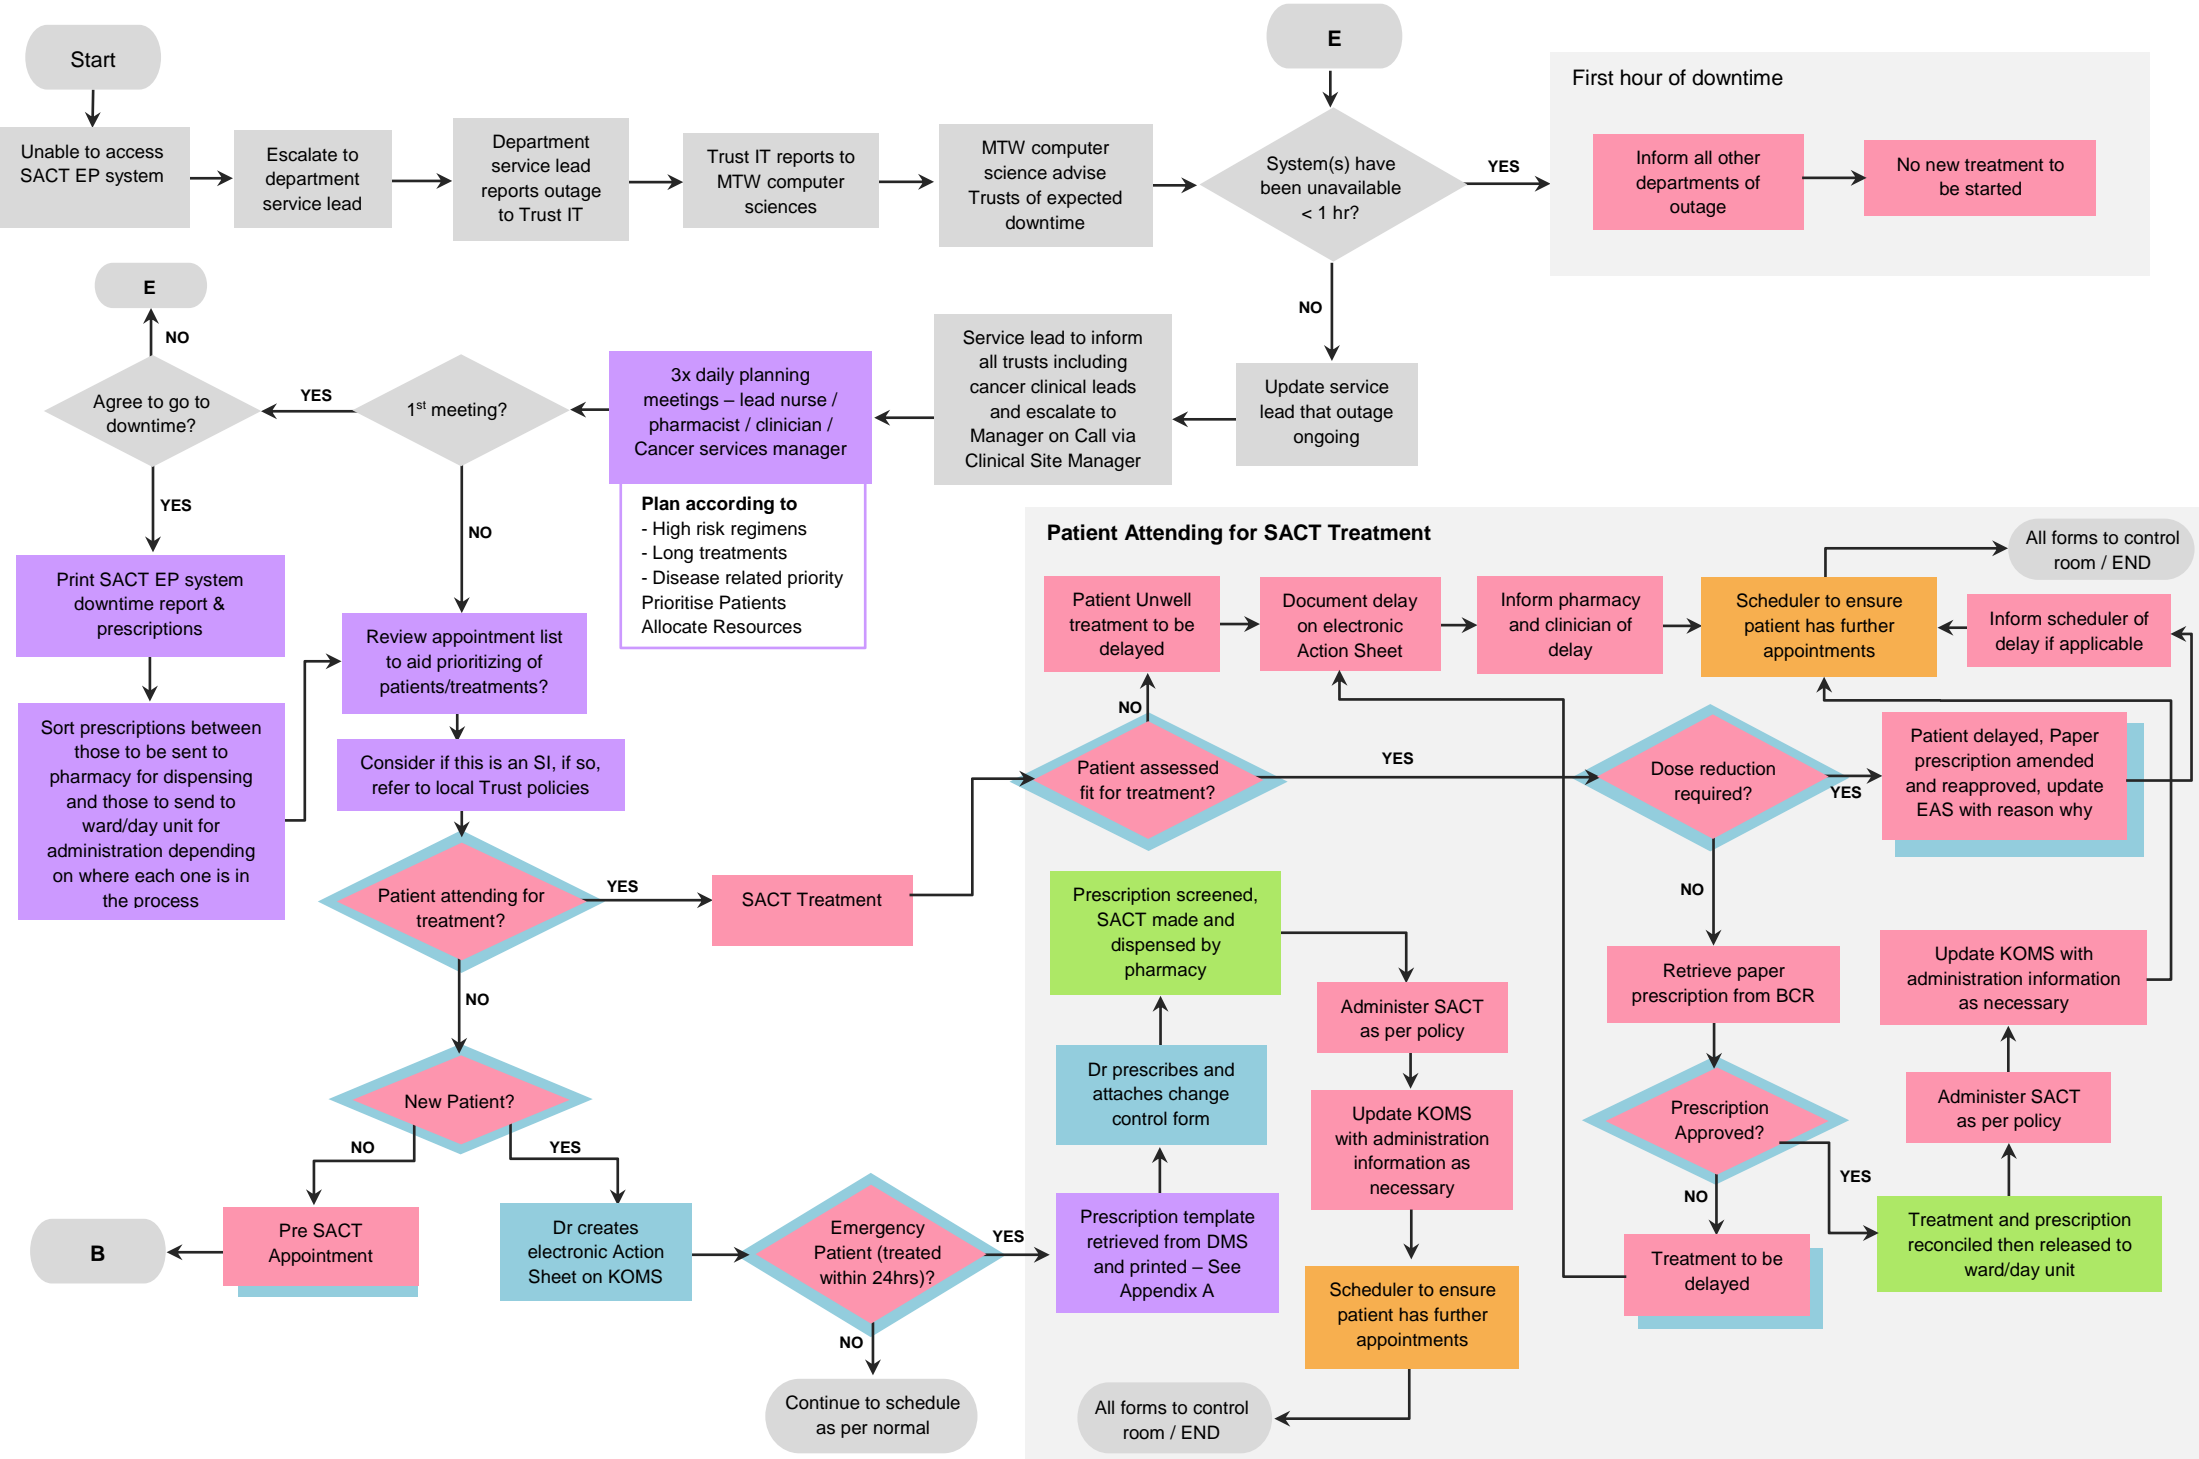 Start
Unable to access
SACT EP system
Escalate to
department
service lead
Department
service lead
reports outage
to Trust IT
Trust IT reports to
MTW computer
sciences
MTW computer
science advise
Trusts of expected
downtime
E
System(s) have
been unavailable
< 1 hr?
YES
NO
First hour of downtime
Inform all other
departments of
outage
No new treatment to
be started
Update service
lead that outage
ongoing
Service lead to inform
all trusts including
cancer clinical leads
and escalate to
Manager on Call via
Clinical Site Manager
3x daily planning
meetings – lead nurse /
pharmacist / clinician /
Cancer services manager
Plan according to
- High risk regimens
- Long treatments
- Disease related priority
Prioritise Patients
Allocate Resources
1st meeting?
YES
NO
Agree to go to
downtime?
NO
E
YES
Print SACT EP system
downtime report &
prescriptions
Sort prescriptions between
those to be sent to
pharmacy for dispensing
and those to send to
ward/day unit for
administration depending
on where each one is in
the process
Review appointment list
to aid prioritizing of
patients/treatments?
Consider if this is an SI, if so,
refer to local Trust policies
Patient attending for
treatment?
YES
SACT Treatment
NO
New Patient?
NO
YES
Pre SACT
Appointment
B
Dr creates
electronic Action
Sheet on KOMS
Emergency
Patient (treated
within 24hrs)?
YES
NO
Continue to schedule
as per normal
Patient Attending for SACT Treatment
Patient Unwell
treatment to be
delayed
Document delay
on electronic
Action Sheet
Inform pharmacy
and clinician of
delay
Scheduler to ensure
patient has further
appointments
All forms to control
room / END
Inform scheduler of
delay if applicable
NO
Patient assessed
fit for treatment?
YES
Dose reduction
required?
YES
Patient delayed, Paper
prescription amended
and reapproved, update
EAS with reason why
NO
Retrieve paper
prescription from BCR
Prescription
Approved?
NO
YES
Treatment to be
delayed
Treatment and prescription
reconciled then released to
ward/day unit
Administer SACT
as per policy
Update KOMS with
administration information
as necessary
Prescription template
retrieved from DMS
and printed – See
Appendix A
Dr prescribes and
attaches change
control form
Prescription screened,
SACT made and
dispensed by
pharmacy
Administer SACT
as per policy
Update KOMS
with administration
information as
necessary
Scheduler to ensure
patient has further
appointments
All forms to control
room / END